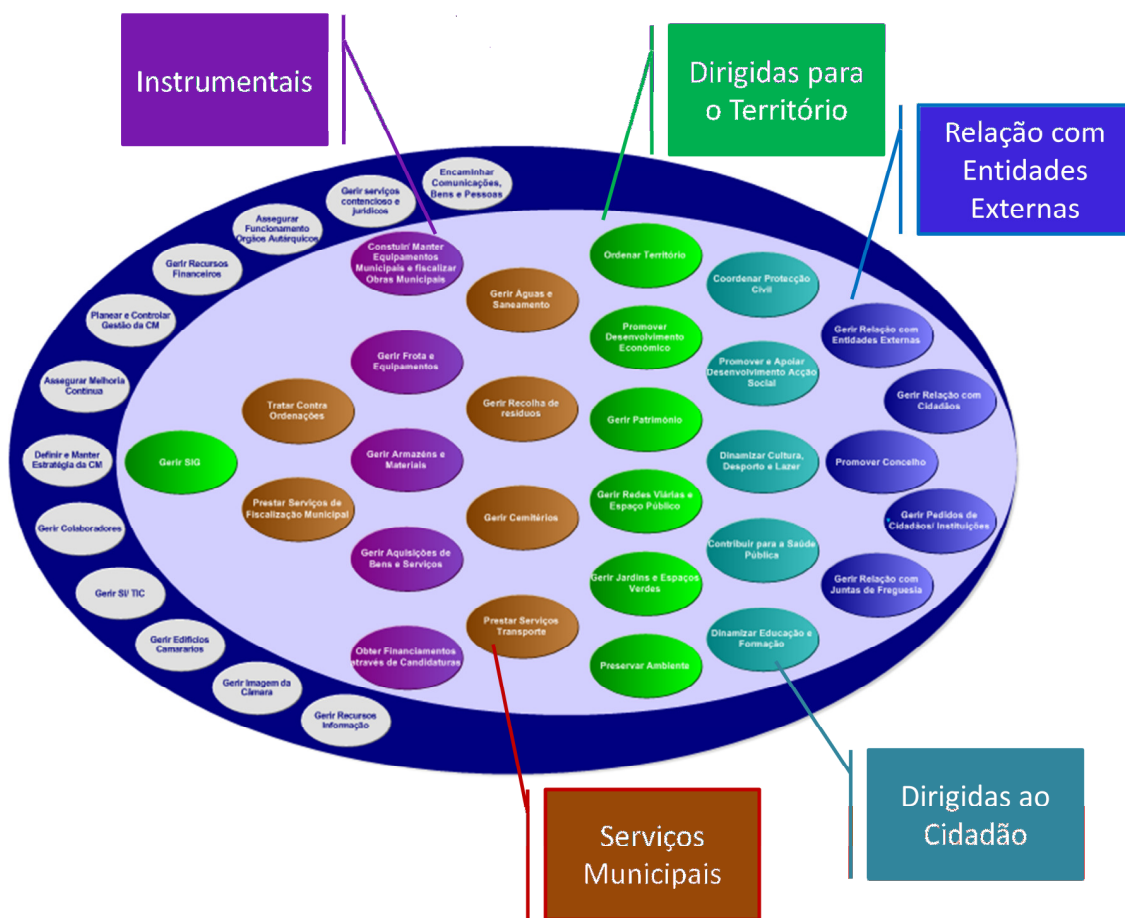 Instrumentais
Dirigidas para
o Território
Relação com
Entidades
Externas
Encaminhar
Comunicações,
Bens e Pessoas
Gerir serviços
contencioso e
jurídicos
Assegurar
Funcionamento
Orgãos Autárquicos
Gerir Recursos
Financeiros
Planear e Controlar
Gestão da CM
Assegurar Melhoria
Contínua
Definir e Manter
Estratégia da CM
Gerir Colaboradores
Gerir SI/ TIC
Gerir Edifícios
Camararios
Gerir Imagem da
Câmara
Gerir Recursos
Informação
Gerir SIG
Tratar Contra
Ordenações
Prestar Serviços de
Fiscalização Municipal
Constuir/ Manter
Equipamentos
Municipais e fiscalizar
Obras Municipais
Gerir Frota e
Equipamentos
Gerir Armazéns e
Materiais
Gerir Aquisições de
Bens e Serviços
Obter Financiamentos
através de Candidaturas
Gerir Águas e
Saneamento
Gerir Recolha de
resíduos
Gerir Cemitérios
Prestar Serviços
Transporte
Ordenar Território
Promover
Desenvolvimento
Económico
Gerir Património
Gerir Redes Viárias e
Espaço Público
Gerir Jardins e Espaços
Verdes
Preservar Ambiente
Coordenar Protecção
Civil
Promover e Apoiar
Desenvolvimento Acção
Social
Dinamizar Cultura,
Desporto e Lazer
Contribuir para a Saúde
Pública
Dinamizar Educação e
Formação
Gerir Relação com
Entidades Externas
Gerir Relação com
Cidadãos
Promover Concelho
Gerir Pedidos de
Cidadãos/ Instituições
Gerir Relação com
Juntas de Freguesia
Serviços
Municipais
Dirigidas ao
Cidadão